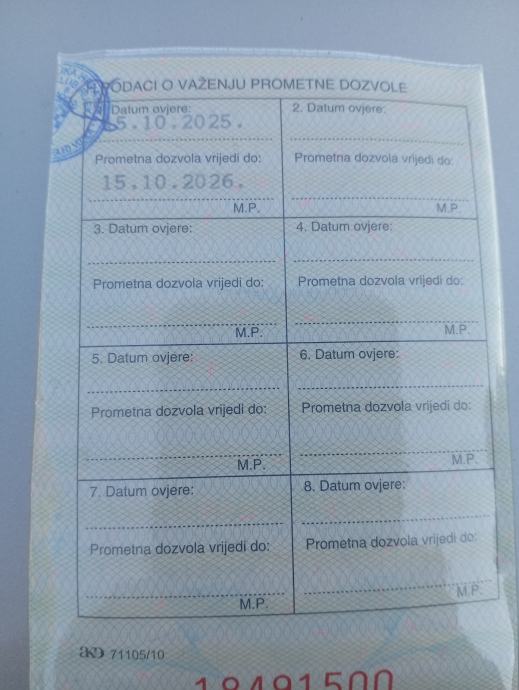 PODACI O VAŽENJU PROMETNE DOZVOLE
Datum ovjere:
2. Datum ovjere:
5.10.2025.
Prometna dozvola vrijedi do:
Prometna dozvola vrijedi do:
15.10.2026.
M.P.
M.P
3. Datum ovjere:
4. Datum ovjere:
Prometna dozvola vrijedi do:
Prometna dozvola vrijedi do:
M.P.
M.P.
5. Datum ovjere:
6. Datum ovjere:
Prometna dozvola vrijedi do:
Prometna dozvola vrijedi do:
M.P.
M.P.
7. Datum ovjere:
8. Datum ovjere:
Prometna dozvola vrijedi do:
Prometna dozvola vrijedi do:
M.P.
M.P.
AKD 71105/10
18491500